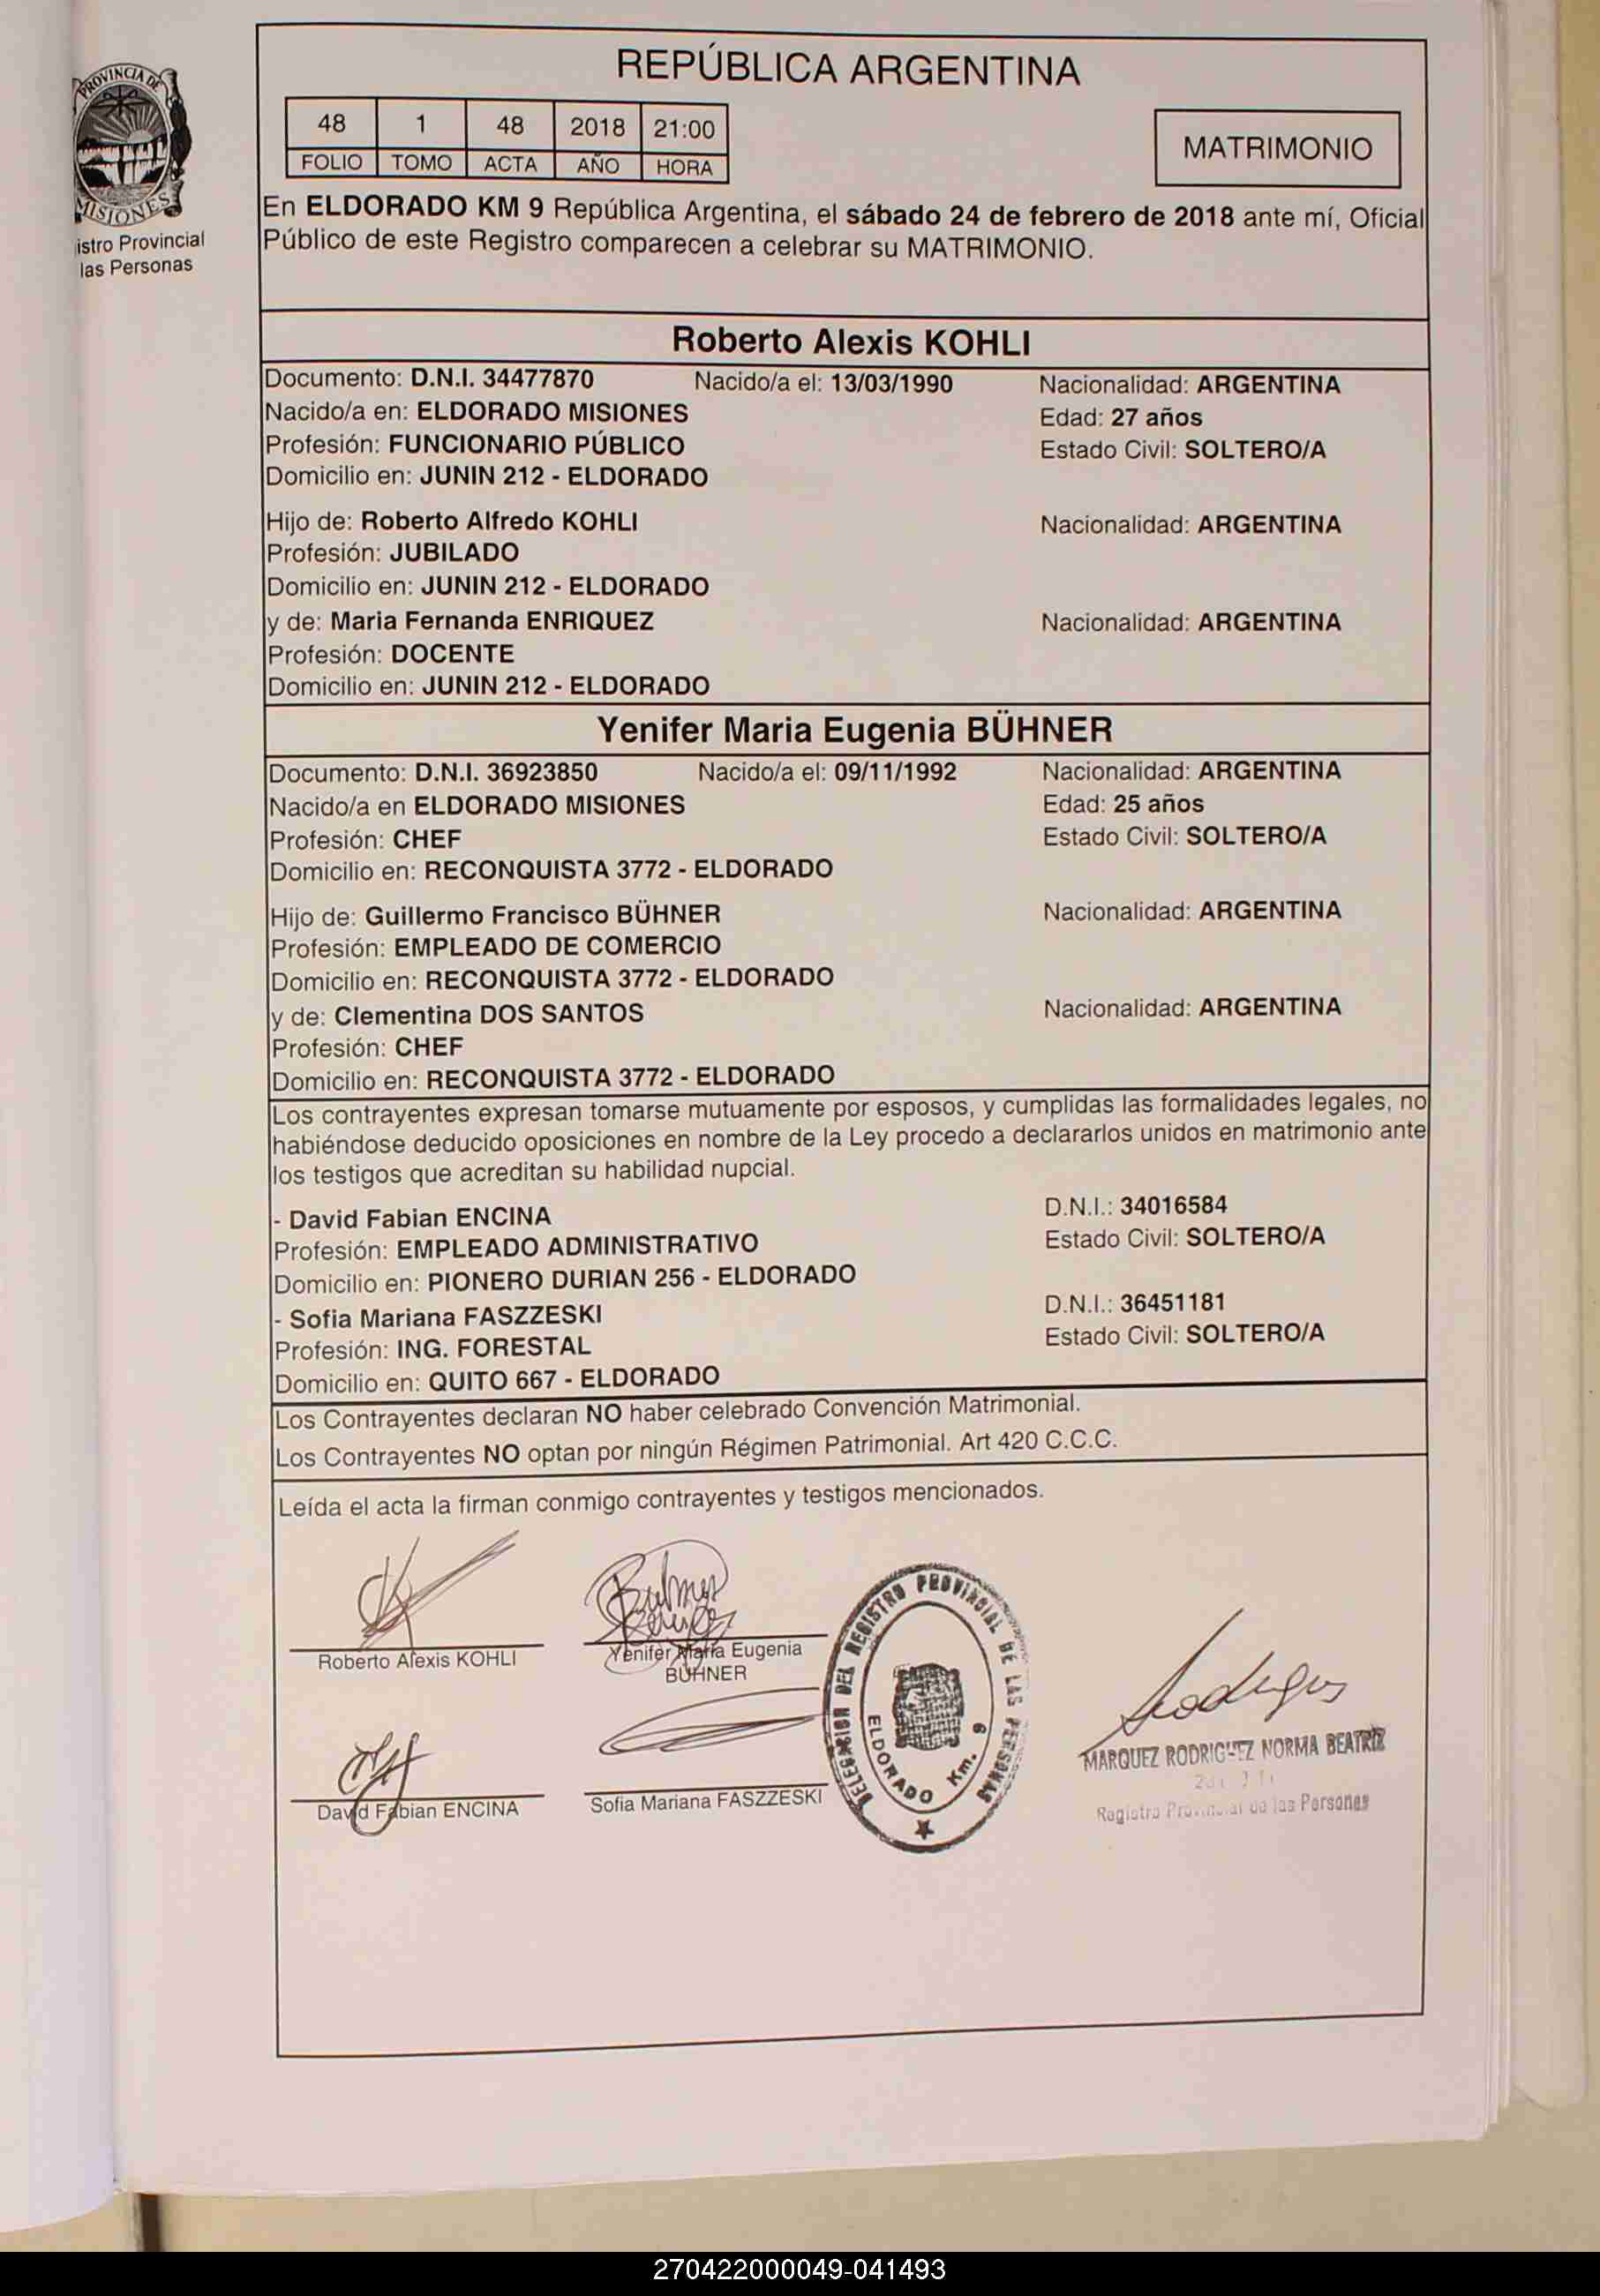 REPÚBLICA ARGENTINA
48 1 48 2018 21:00
FOLIO TOMO ACTA AÑO HORA
MATRIMONIO
PROVINCIA DE
MISIONES
istro Provincial
las Personas
En ELDORADO KM 9 República Argentina, el sábado 24 de febrero de 2018 ante mí, Oficial
Público de este Registro comparecen a celebrar su MATRIMONIO.
Roberto Alexis KOHLI
Documento: D.N.I. 34477870 Nacido/a el: 13/03/1990 Nacionalidad: ARGENTINA
Nacido/a en: ELDORADO MISIONES Edad: 27 años
Profesión: FUNCIONARIO PÚBLICO Estado Civil: SOLTERO/A
Domicilio en: JUNIN 212 - ELDORADO
Hijo de: Roberto Alfredo KOHLI Nacionalidad: ARGENTINA
Profesión: JUBILADO
Domicilio en: JUNIN 212 - ELDORADO
y de: Maria Fernanda ENRIQUEZ Nacionalidad: ARGENTINA
Profesión: DOCENTE
Domicilio en: JUNIN 212 - ELDORADO
Yenifer Maria Eugenia BÜHNER
Documento: D.N.I. 36923850 Nacido/a el: 09/11/1992 Nacionalidad: ARGENTINA
Nacido/a en ELDORADO MISIONES Edad: 25 años
Profesión: CHEF Estado Civil: SOLTERO/A
Domicilio en: RECONQUISTA 3772 - ELDORADO
Hijo de: Guillermo Francisco BÜHNER Nacionalidad: ARGENTINA
Profesión: EMPLEADO DE COMERCIO
Domicilio en: RECONQUISTA 3772 - ELDORADO
y de: Clementina DOS SANTOS Nacionalidad: ARGENTINA
Profesión: CHEF
Domicilio en: RECONQUISTA 3772 - ELDORADO
Los contrayentes expresan tomarse mutuamente por esposos, y cumplidas las formalidades legales, no
habiéndose deducido oposiciones en nombre de la Ley procedo a declararlos unidos en matrimonio ante
los testigos que acreditan su habilidad nupcial.
- David Fabian ENCINA D.N.I.: 34016584
Profesión: EMPLEADO ADMINISTRATIVO Estado Civil: SOLTERO/A
Domicilio en: PIONERO DURIAN 256 - ELDORADO
- Sofia Mariana FASZZESKI D.N.I.: 36451181
Profesión: ING. FORESTAL Estado Civil: SOLTERO/A
Domicilio en: QUITO 667 - ELDORADO
Los Contrayentes declaran NO haber celebrado Convención Matrimonial.
Los Contrayentes NO optan por ningún Régimen Patrimonial. Art 420 C.C.C.
Leída el acta la firman conmigo contrayentes y testigos mencionados.
Roberto Alexis KOHLI
Yenifer Maria Eugenia
BÜHNER
David Fabian ENCINA
Sofia Mariana FASZZESKI
DELEGACION DEL REGISTRO PROVINCIAL DE LAS PERSONAS
ELDORADO Km. 9
MARQUEZ RODRIGUEZ NORMA BEATRIZ
Registro Provincial de las Personas
270422000049-041493